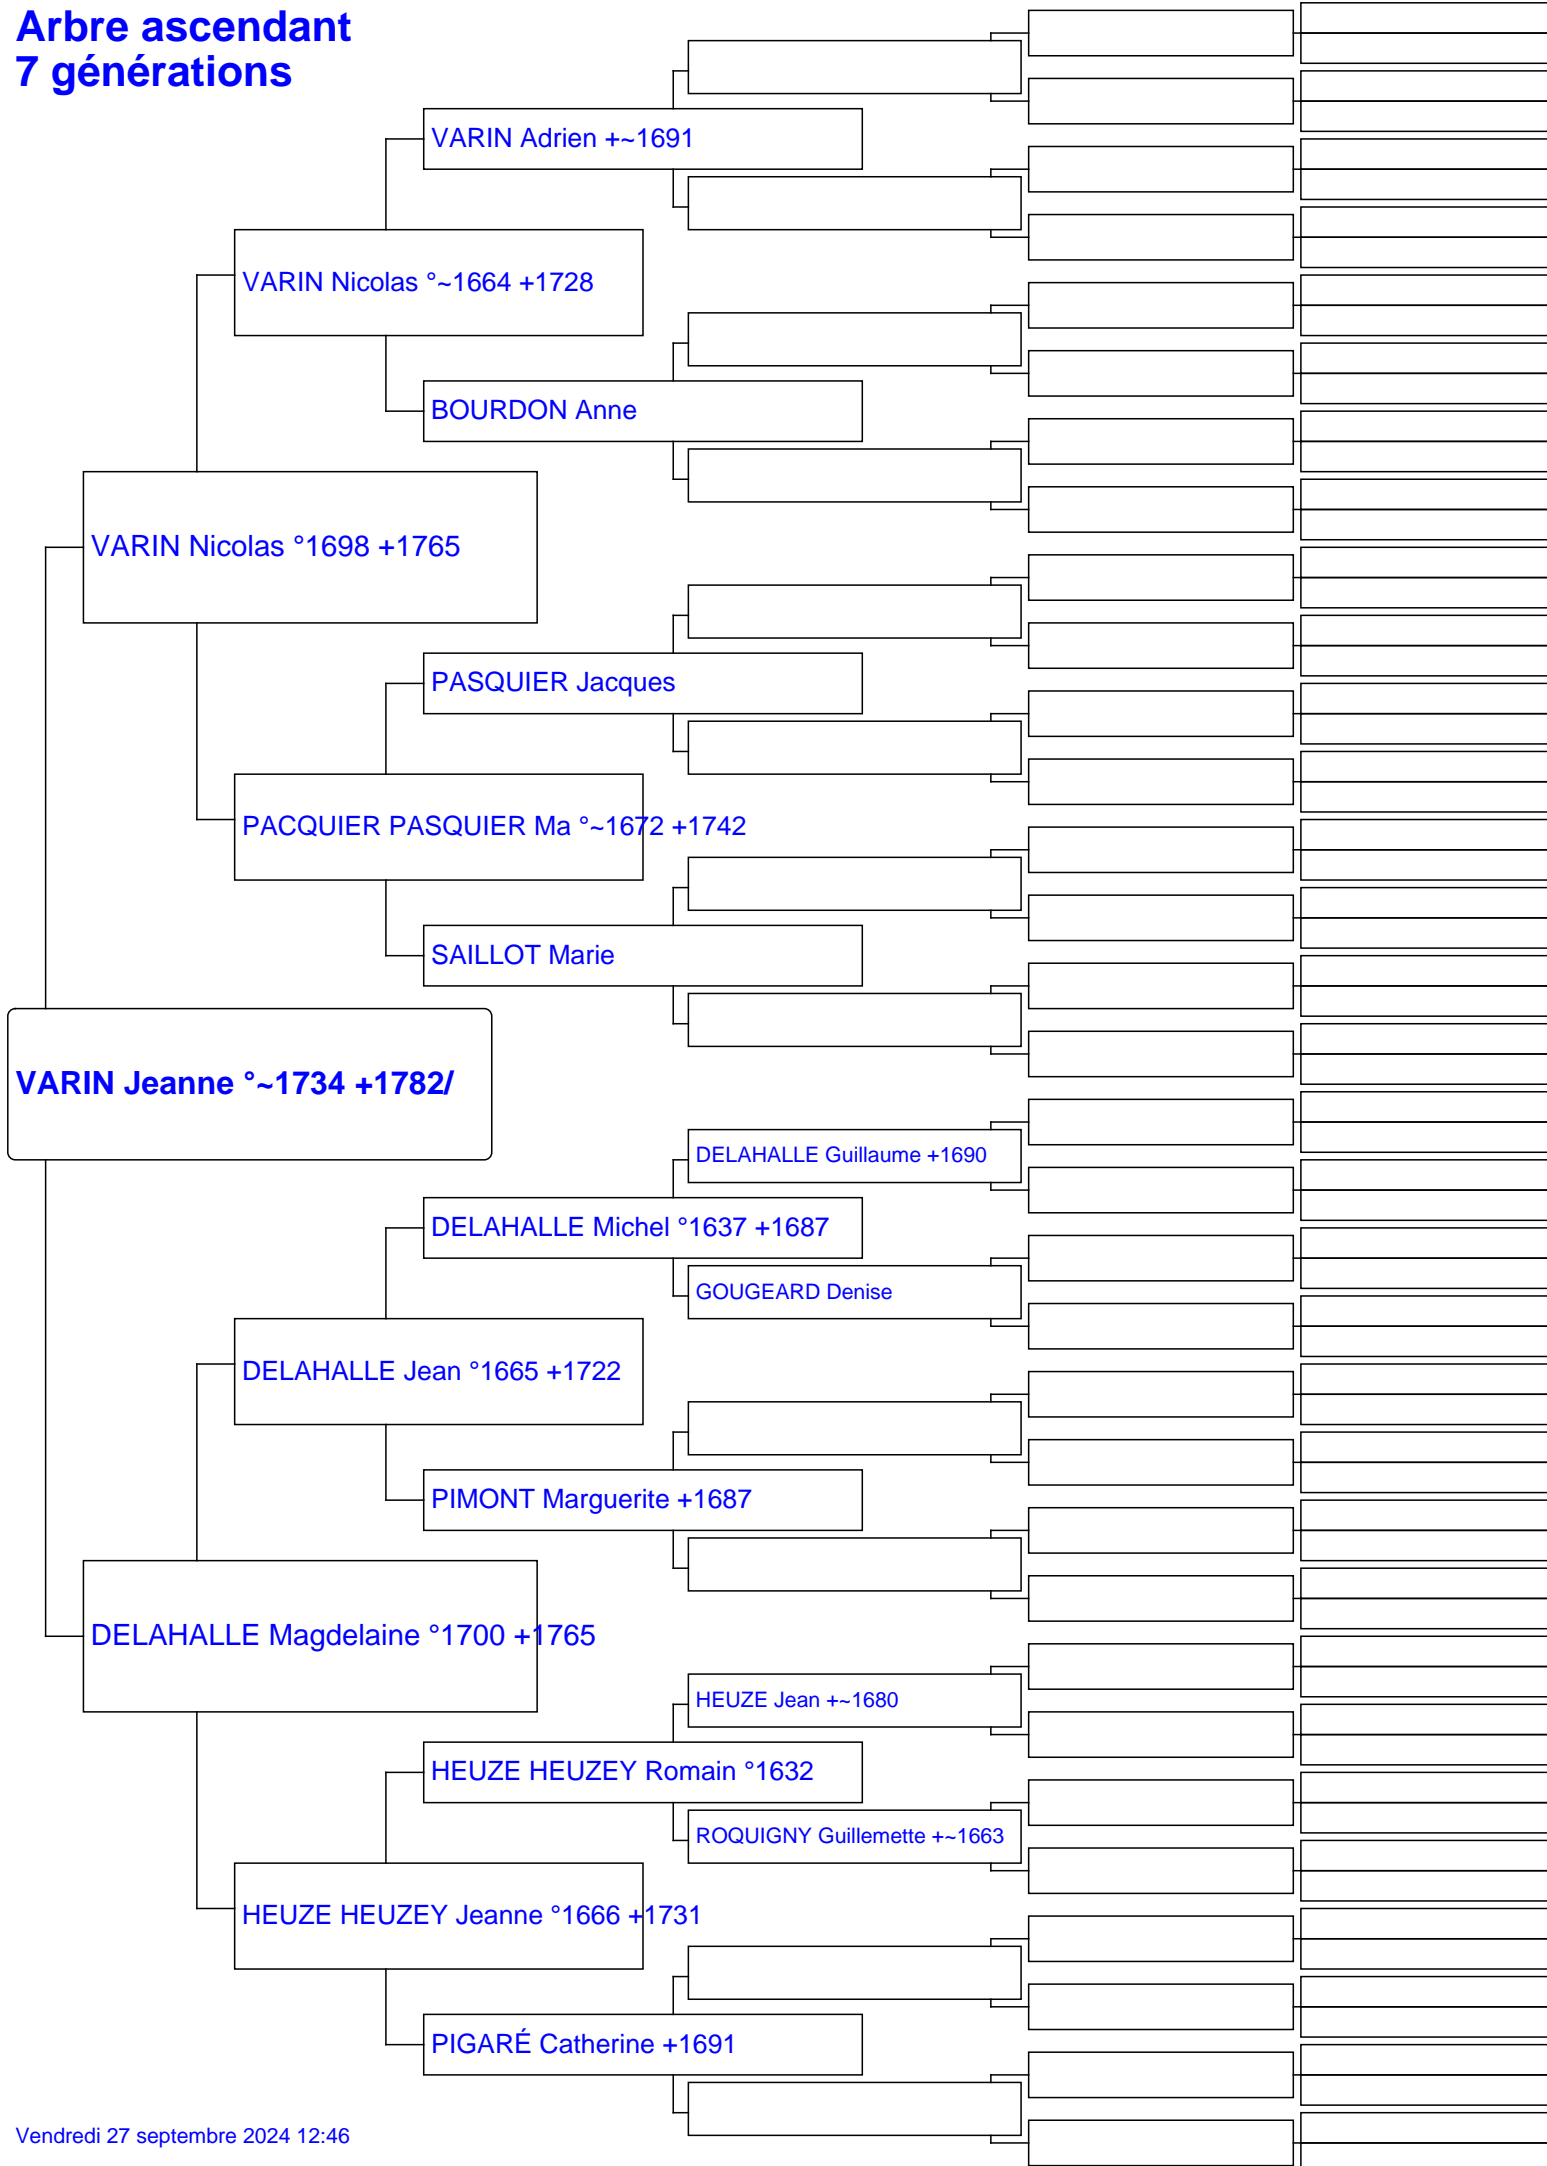 Arbre ascendant
7 générations
VARIN Adrien +~1691
VARIN Nicolas °~1664 +1728
BOURDON Anne
VARIN Nicolas °1698 +1765
PASQUIER Jacques
PACQUIER PASQUIER Ma °~1672 +1742
SAILLOT Marie
VARIN Jeanne °~1734 +1782/
DELAHALLE Guillaume +1690
DELAHALLE Michel °1637 +1687
GOUGEARD Denise
DELAHALLE Jean °1665 +1722
PIMONT Marguerite +1687
DELAHALLE Magdelaine °1700 +1765
HEUZE Jean +~1680
HEUZE HEUZEY Romain °1632
ROQUIGNY Guillemette +~1663
HEUZE HEUZEY Jeanne °1666 +1731
PIGARÉ Catherine +1691
Vendredi 27 septembre 2024 12:46